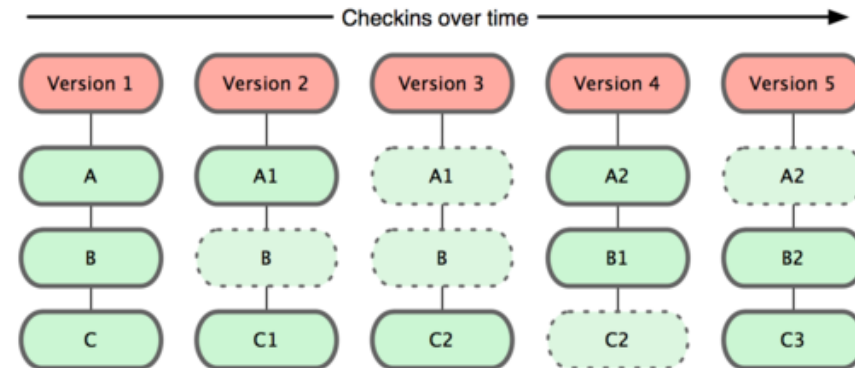 Checkins over time
Version 1 Version 2 Version 3 Version 4 Version 5
A A1 A1 A2 A2
B B B B1 B2
C C1 C2 C2 C3